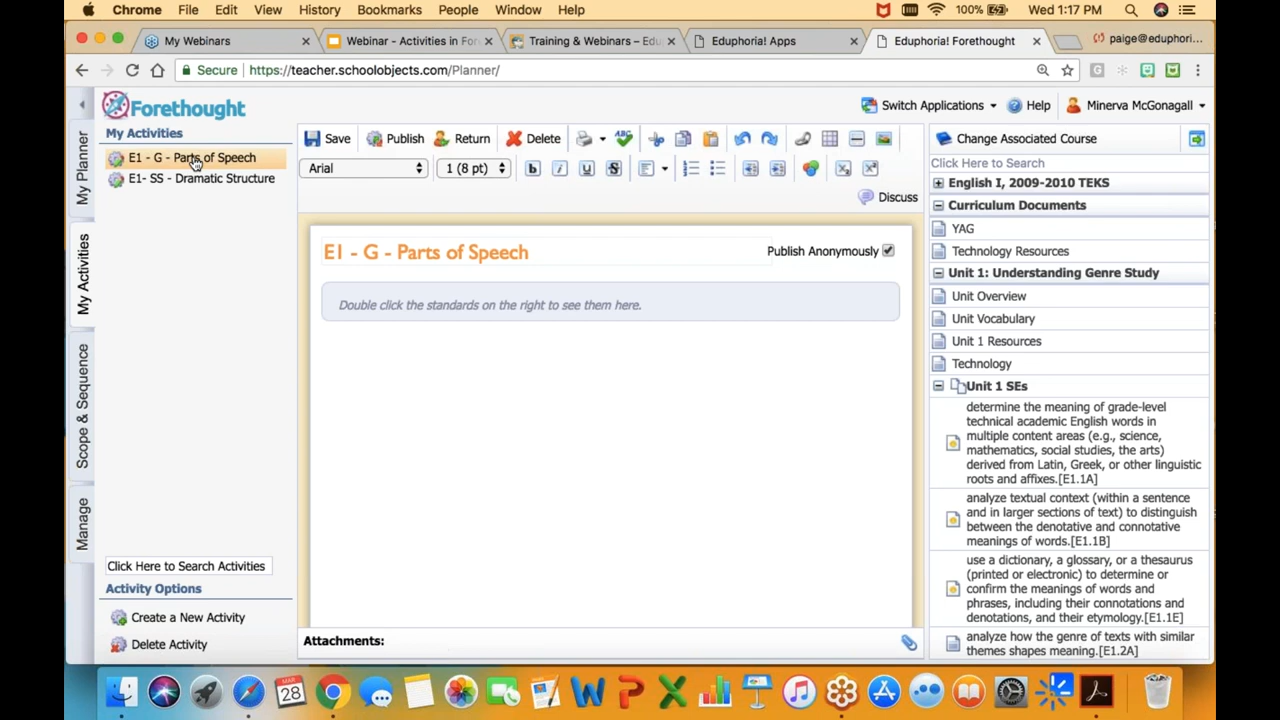 Chrome File Edit View History Bookmarks People Window Help 100% Wed 1:17 PM
My Webinars
Webinar - Activities in For
Training & Webinars – Edu
Eduphoria! Apps
Eduphoria! Forethought
paige@eduphori...
Secure https://teacher.schoolobjects.com/Planner/
Forethought
Switch Applications
Help
Minerva McGonagall
My Planner
My Activities
Scope & Sequence
Manage
My Activities
E1 - G - Parts of Speech
E1- SS - Dramatic Structure
Click Here to Search Activities
Activity Options
Create a New Activity
Delete Activity
Save Publish Return Delete
Arial 1 (8 pt)
Discuss
E1 - G - Parts of Speech
Publish Anonymously
Double click the standards on the right to see them here.
Attachments:
Change Associated Course
Click Here to Search
English I, 2009-2010 TEKS
Curriculum Documents
YAG
Technology Resources
Unit 1: Understanding Genre Study
Unit Overview
Unit Vocabulary
Unit 1 Resources
Technology
Unit 1 SEs
determine the meaning of grade-level
technical academic English words in
multiple content areas (e.g., science,
mathematics, social studies, the arts)
derived from Latin, Greek, or other linguistic
roots and affixes.[E1.1A]
analyze textual context (within a sentence
and in larger sections of text) to distinguish
between the denotative and connotative
meanings of words.[E1.1B]
use a dictionary, a glossary, or a thesaurus
(printed or electronic) to determine or
confirm the meanings of words and
phrases, including their connotations and
denotations, and their etymology.[E1.1E]
analyze how the genre of texts with similar
themes shapes meaning.[E1.2A]
MAR
28